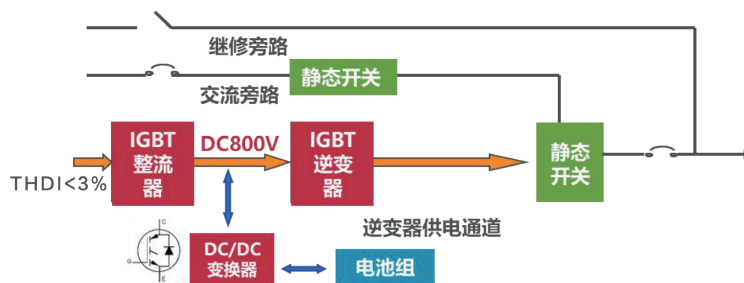 继修旁路
静态开关
交流旁路
IGBT
整流
器
DC800V
IGBT
逆变
器
静态
开关
THDI<3%
逆变器供电通道
C
G
E
DC/DC
变换器
电池组